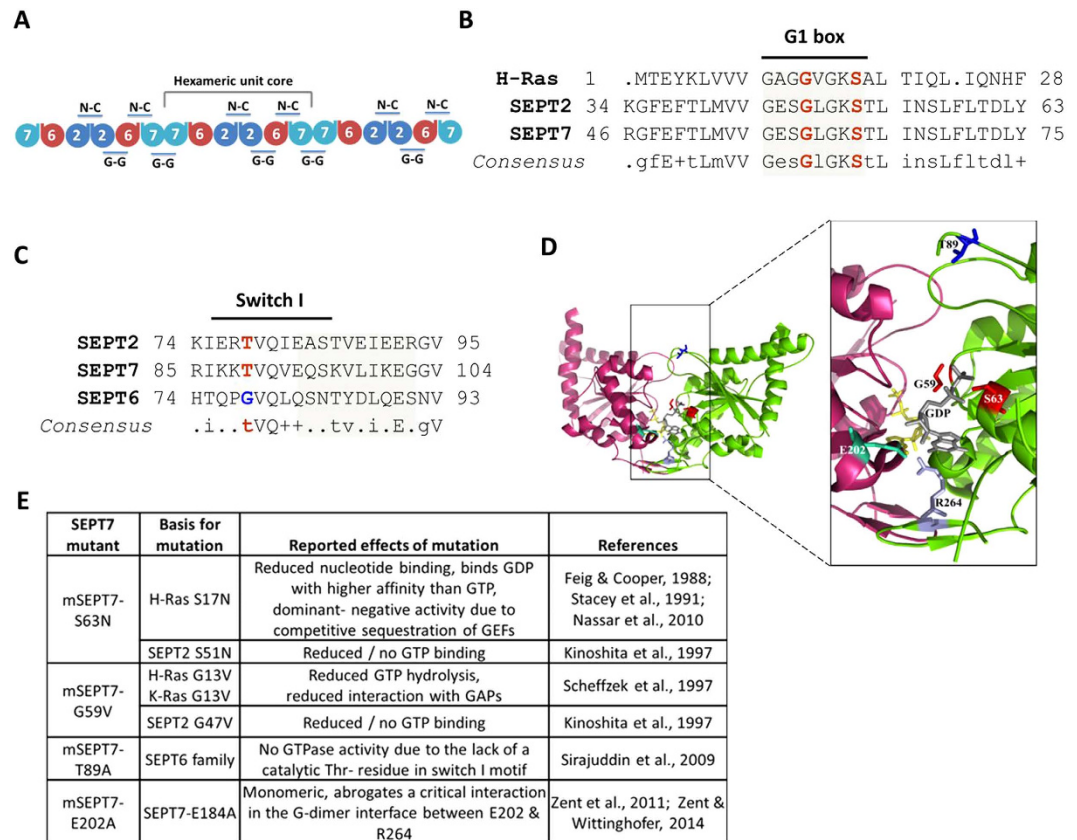 A
Hexameric unit core
N-C N-C N-C N-C N-C N-C
7 6 2 2 6 7 7 6 2 2 6 7 7 6 2 2 6 7
G-G G-G G-G G-G G-G
B
G1 box
H-Ras 1 .MTEYKLVVV GAGGVGKSAL TIQL.IQNHF 28
SEPT2 34 KGFEFTLMVV GESGLGKSTL INSLFLTDLY 63
SEPT7 46 RGFEFTLMVV GESGLGKSTL INSLFLTDLY 75
Consensus .gfE+tLmVV GesGlGKStL insLfltdl+
C
Switch I
SEPT2 74 KIERTVQIEASTVEIEERGV 95
SEPT7 85 RIKKTVQVEQSKVLIKEGGV 104
SEPT6 74 HTQPGVQLQSNTYDLQESNV 93
Consensus .i..tVQ++..tv.i.E.gV
D
T89
G59
S63
GDP
E202
R264
E
SEPT7 mutant
Basis for mutation
Reported effects of mutation
References
mSEPT7-
S63N
H-Ras S17N
Reduced nucleotide binding, binds GDP
with higher affinity than GTP,
dominant- negative activity due to
competitive sequestration of GEFs
Feig & Cooper, 1988;
Stacey et al., 1991;
Nassar et al., 2010
SEPT2 S51N
Reduced / no GTP binding
Kinoshita et al., 1997
mSEPT7-
G59V
H-Ras G13V
K-Ras G13V
Reduced GTP hydrolysis,
reduced interaction with GAPs
Scheffzek et al., 1997
SEPT2 G47V
Reduced / no GTP binding
Kinoshita et al., 1997
mSEPT7-
T89A
SEPT6 family
No GTPase activity due to the lack of a
catalytic Thr- residue in switch I motif
Sirajuddin et al., 2009
mSEPT7-
E202A
SEPT7-E184A
Monomeric, abrogates a critical interaction
in the G-dimer interface between E202 &
R264
Zent et al., 2011; Zent &
Wittinghofer, 2014